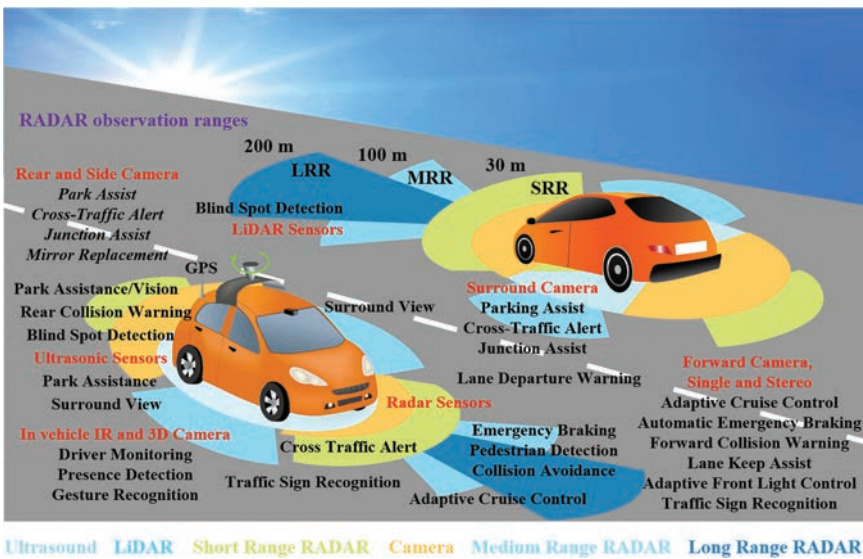 RADAR observation ranges
200 m
100 m
30 m
LRR
MRR
SRR
Rear and Side Camera
Park Assist
Cross-Traffic Alert
Junction Assist
Mirror Replacement
Blind Spot Detection
LiDAR Sensors
GPS
Park Assistance/Vision
Rear Collision Warning
Blind Spot Detection
Ultrasonic Sensors
Park Assistance
Surround View
Surround View
Surround Camera
Parking Assist
Cross-Traffic Alert
Junction Assist
Lane Departure Warning
Forward Camera,
Single and Stereo
Adaptive Cruise Control
Automatic Emergency Braking
Forward Collision Warning
Lane Keep Assist
Adaptive Front Light Control
Traffic Sign Recognition
Radar Sensors
Emergency Braking
Pedestrian Detection
Collision Avoidance
In vehicle IR and 3D Camera
Driver Monitoring
Presence Detection
Gesture Recognition
Cross Traffic Alert
Traffic Sign Recognition
Adaptive Cruise Control
Ultrasound LiDAR Short Range RADAR Camera Medium Range RADAR Long Range RADAR